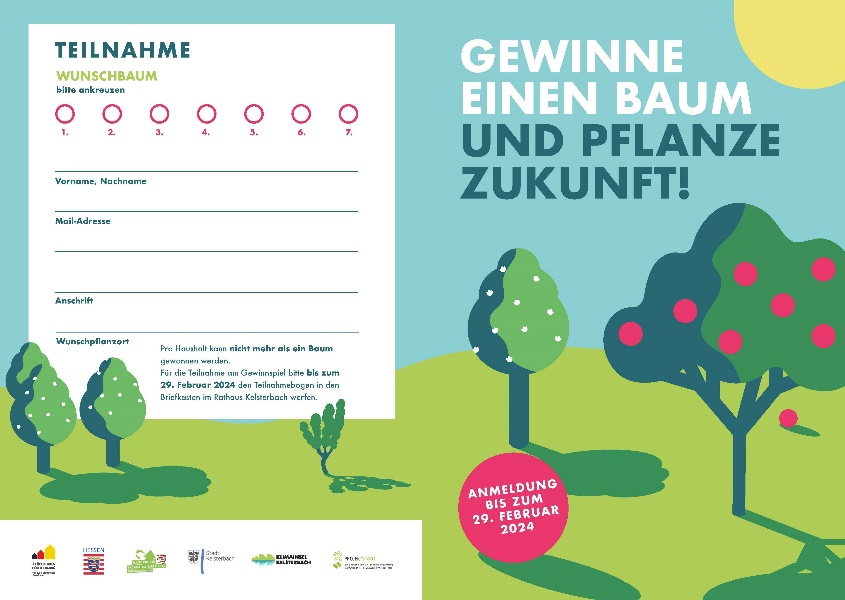 TEILNAHME
WUNSCHBAUM
bitte ankreuzen
1. 2. 3. 4. 5. 6. 7.
Vorname, Nachname
Mail-Adresse
Anschrift
Wunschpflanzort
Pro Haushalt kann nicht mehr als ein Baum
gewonnen werden.
Für die Teilnahme am Gewinnspiel bitte bis zum
29. Februar 2024 den Teilnahmebogen in den
Briefkasten im Rathaus Kelsterbach werfen.
HESSEN
Stadt
Kelsterbach
KLIMAINSEL
KELSTERBACH
PROJEKTSTADT
GEWINNE
EINEN BAUM
UND PFLANZE
ZUKUNFT!
ANMELDUNG
BIS ZUM
29. FEBRUAR
2024